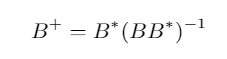 B⁺ = B*(BB*)⁻¹